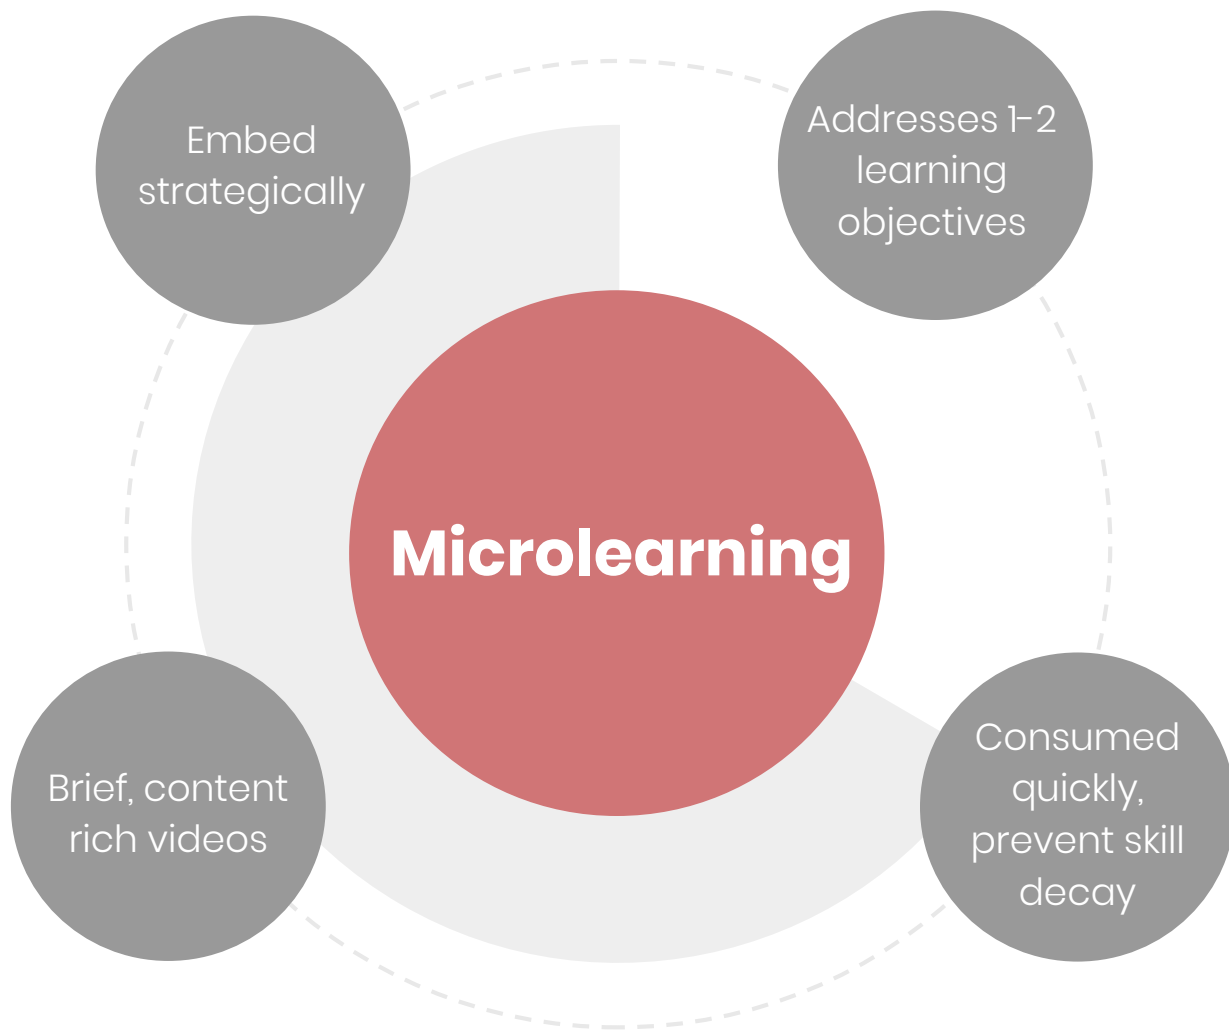 Embed
strategically
Addresses 1-2
learning
objectives
Microlearning
Brief, content
rich videos
Consumed
quickly,
prevent skill
decay